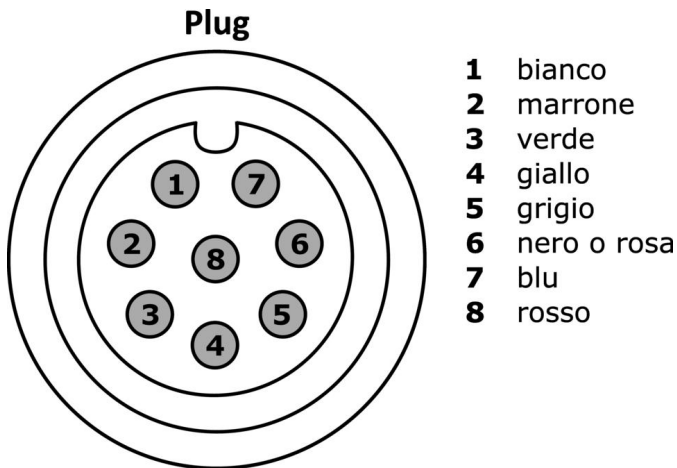 Plug
1 bianco
2 marrone
3 verde
4 giallo
5 grigio
6 nero o rosa
7 blu
8 rosso
1 7
2 8 6
3 5
4